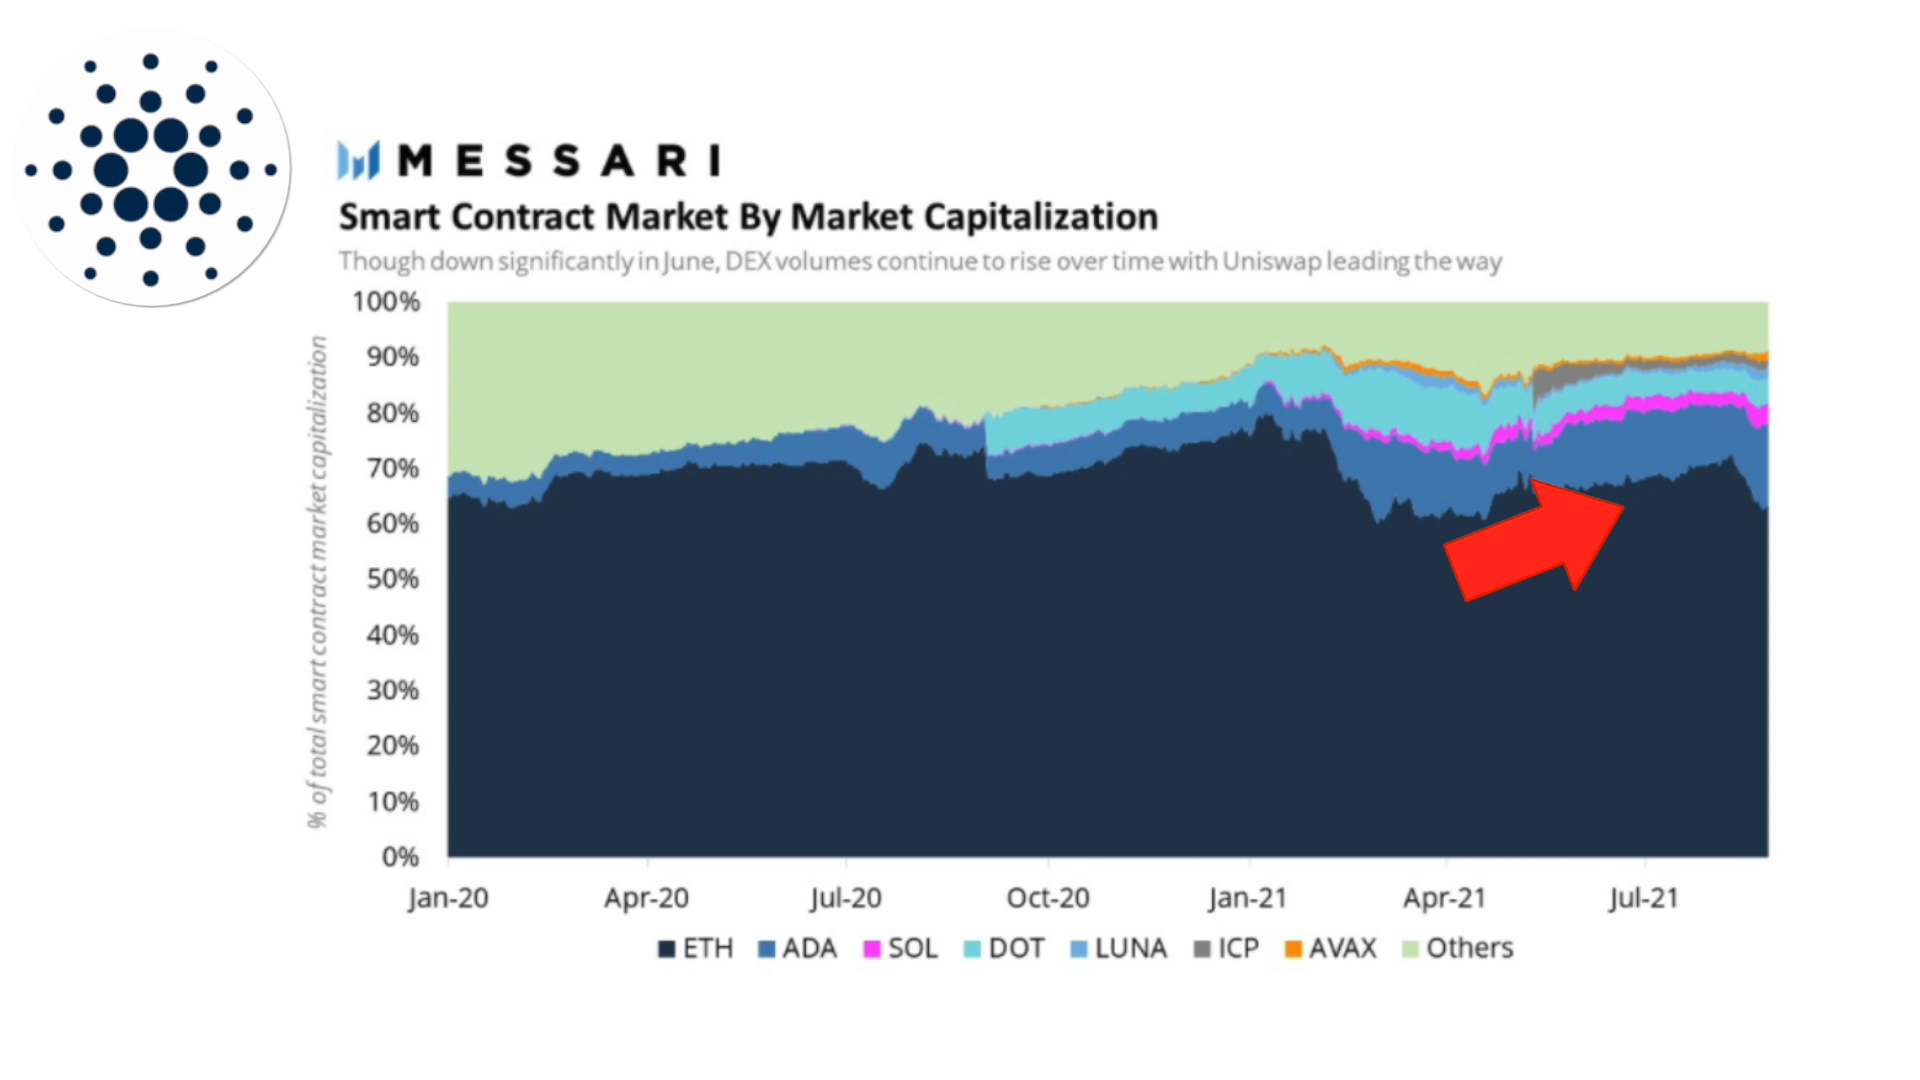 MESSARI
Smart Contract Market By Market Capitalization
Though down significantly in June, DEX volumes continue to rise over time with Uniswap leading the way
% of total smart contract market capitalization
100%
90%
80%
70%
60%
50%
40%
30%
20%
10%
0%
Jan-20 Apr-20 Jul-20 Oct-20 Jan-21 Apr-21 Jul-21
ETH ADA SOL DOT LUNA ICP AVAX Others